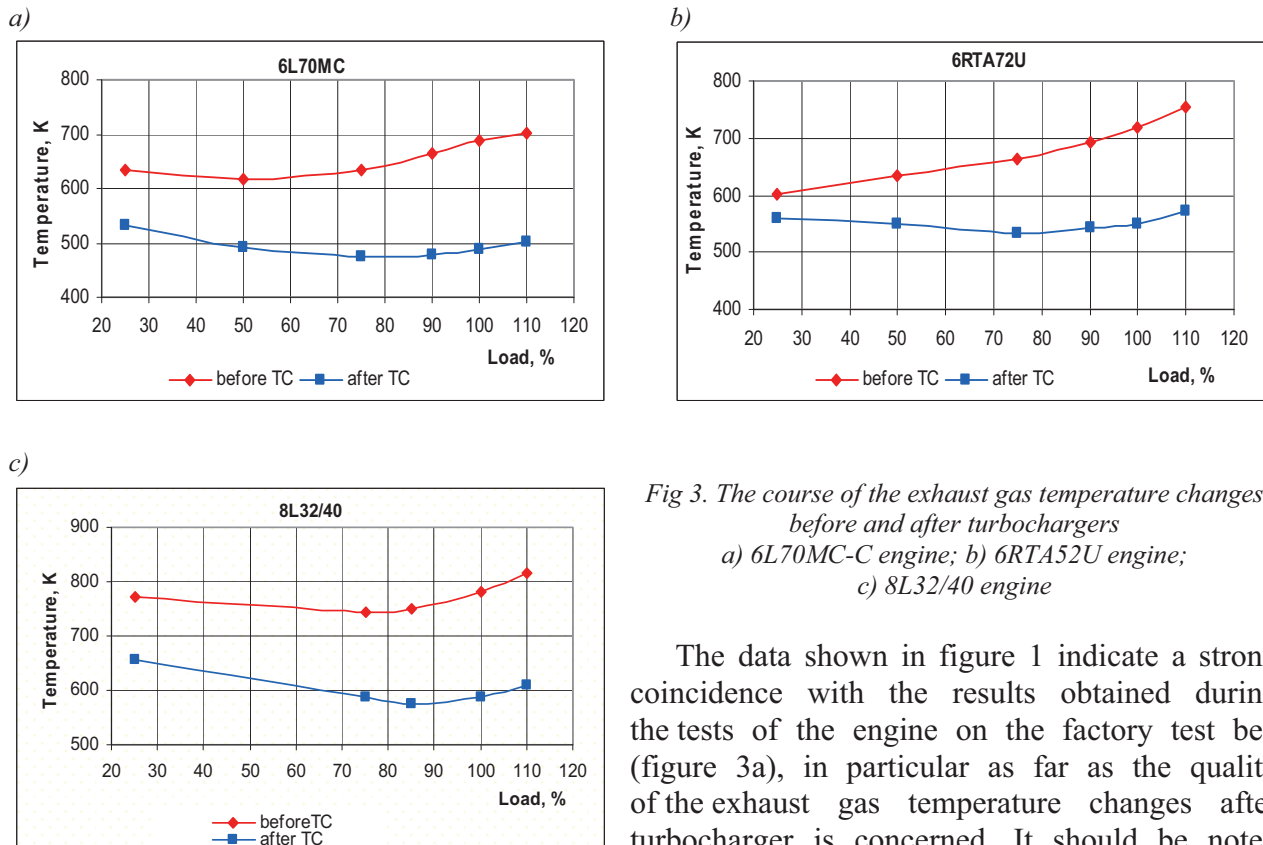 a)
b)
6L70MC
800
700
600
500
400
Temperature, K
20 30 40 50 60 70 80 90 100 110 120
Load, %
before TC after TC
6RTA72U
800
700
600
500
400
Temperature, K
20 30 40 50 60 70 80 90 100 110 120
before TC after TC Load, %
c)
8L32/40
900
800
700
600
500
Temperature, K
20 30 40 50 60 70 80 90 100 110 120
Load, %
beforeTC
after TC
Fig 3. The course of the exhaust gas temperature changes
before and after turbochargers
a) 6L70MC-C engine; b) 6RTA52U engine;
c) 8L32/40 engine
The data shown in figure 1 indicate a stron
coincidence with the results obtained durin
the tests of the engine on the factory test be
(figure 3a), in particular as far as the qualit
of the exhaust gas temperature changes afte
turbocharger is concerned. It should be note